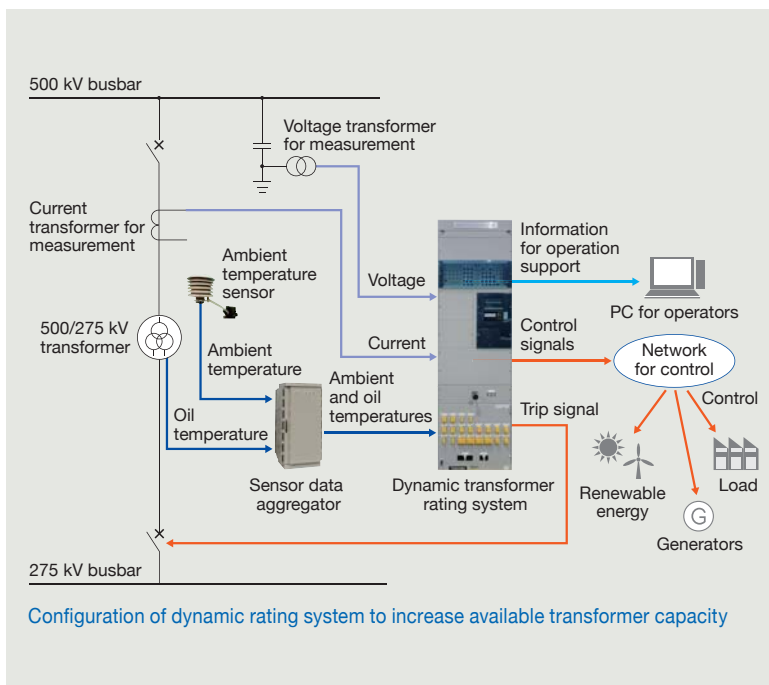 500 kV busbar
Voltage transformer
for measurement
Current
transformer for
measurement
Ambient
temperature
sensor
Voltage
Information
for operation
support
PC for operators
500/275 kV
transformer
Current
Control
signals
Network
for control
Ambient
temperature
Ambient
and oil
temperatures
Control
Oil
temperature
Trip signal
Sensor data
aggregator
Dynamic transformer
rating system
Renewable
energy
Load
G
Generators
275 kV busbar
Configuration of dynamic rating system to increase available transformer capacity